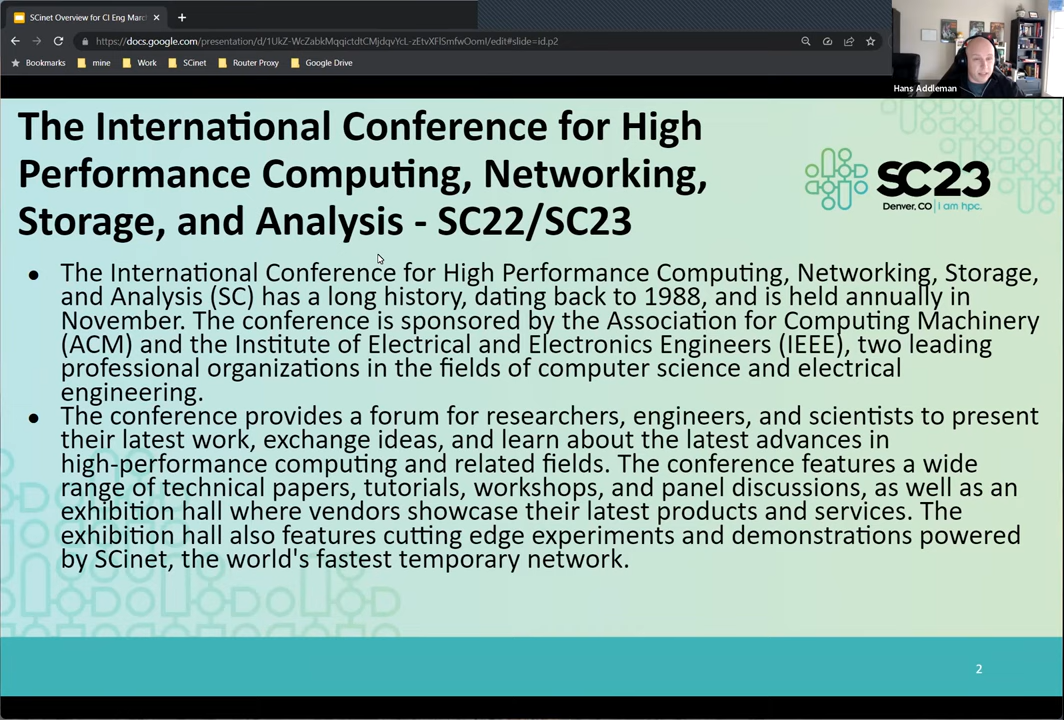 SCinet Overview for CI Eng Marc
https://docs.google.com/presentation/d/1UkZ-WcZabkMqqictdtCMjdqvYcL-zEtvXFlSmfwOomI/edit#slide=id.p2
Bookmarks mine Work SCinet Router Proxy Google Drive
Hans Addleman
The International Conference for High
Performance Computing, Networking,
Storage, and Analysis - SC22/SC23
SC23
Denver, CO | I am hpc.
• The International Conference for High Performance Computing, Networking, Storage,
and Analysis (SC) has a long history, dating back to 1988, and is held annually in
November. The conference is sponsored by the Association for Computing Machinery
(ACM) and the Institute of Electrical and Electronics Engineers (IEEE), two leading
professional organizations in the fields of computer science and electrical
engineering.
• The conference provides a forum for researchers, engineers, and scientists to present
their latest work, exchange ideas, and learn about the latest advances in
high-performance computing and related fields. The conference features a wide
range of technical papers, tutorials, workshops, and panel discussions, as well as an
exhibition hall where vendors showcase their latest products and services. The
exhibition hall also features cutting edge experiments and demonstrations powered
by SCinet, the world's fastest temporary network.
2